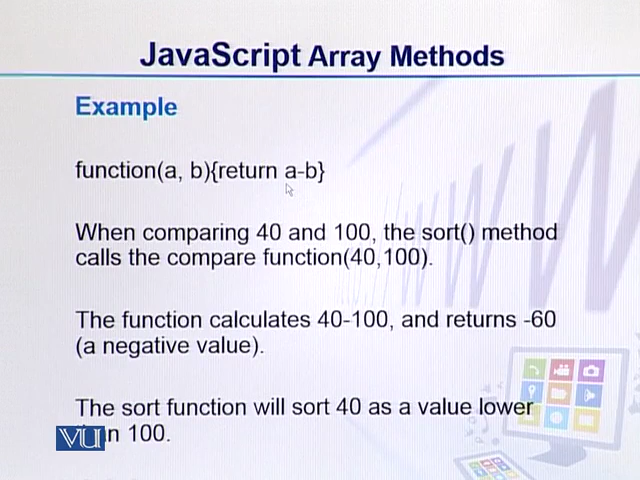 JavaScript Array Methods
Example
function(a, b){return a-b}
When comparing 40 and 100, the sort() method
calls the compare function(40,100).
The function calculates 40-100, and returns -60
(a negative value).
The sort function will sort 40 as a value lower
VU n 100.